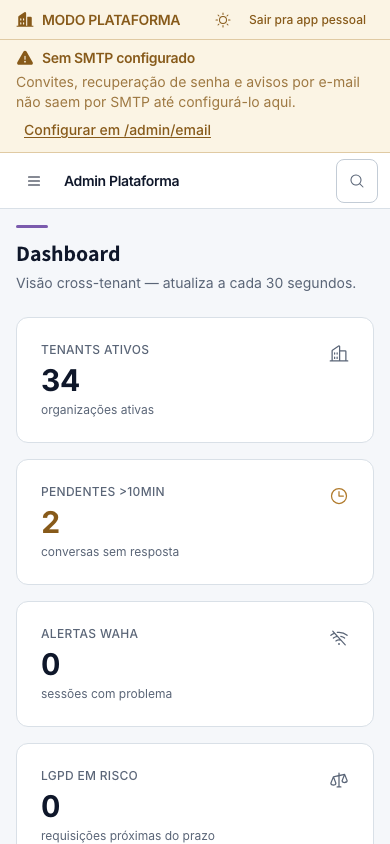 MODO PLATAFORMA
Sair pra app pessoal
Sem SMTP configurado
Convites, recuperação de senha e avisos por e-mail
não saem por SMTP até configurá-lo aqui.
Configurar em /admin/email
Admin Plataforma
Dashboard
Visão cross-tenant — atualiza a cada 30 segundos.
TENANTS ATIVOS
34
organizações ativas
PENDENTES >10MIN
2
conversas sem resposta
ALERTAS WAHA
0
sessões com problema
LGPD EM RISCO
0
requisições próximas do prazo